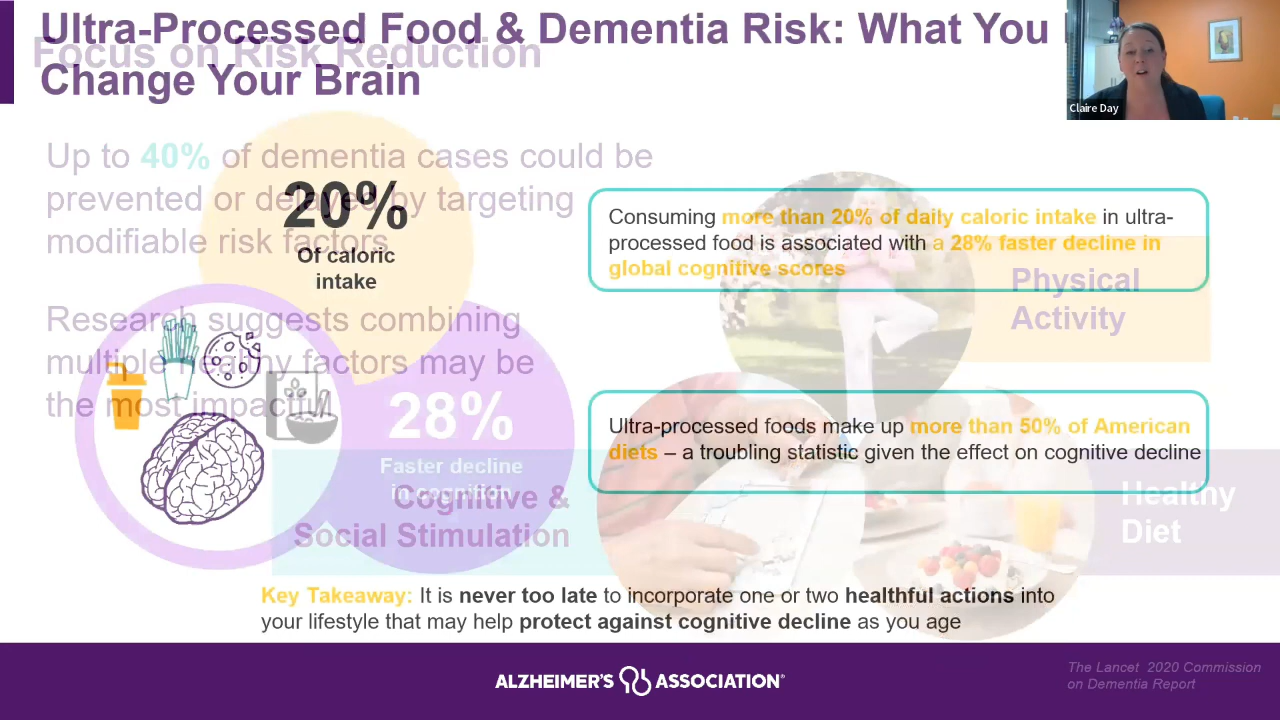 Ultra-Processed Food & Dementia Risk: What You
Change Your Brain
Focus on Risk Reduction
Claire Day
Up to 40% of dementia cases could be
prevented or delayed by targeting
modifiable risk factors
Research suggests combining
multiple healthy factors may be
the most impactful
20%
Of caloric
intake
28%
Faster decline
in cognition
Consuming more than 20% of daily caloric intake in ultra-
processed food is associated with a 28% faster decline in
global cognitive scores
Physical
Activity
Ultra-processed foods make up more than 50% of American
diets – a troubling statistic given the effect on cognitive decline
Cognitive &
Social Stimulation
Healthy
Diet
Key Takeaway: It is never too late to incorporate one or two healthful actions into
your lifestyle that may help protect against cognitive decline as you age
ALZHEIMER'S ASSOCIATION®
The Lancet 2020 Commission
on Dementia Report